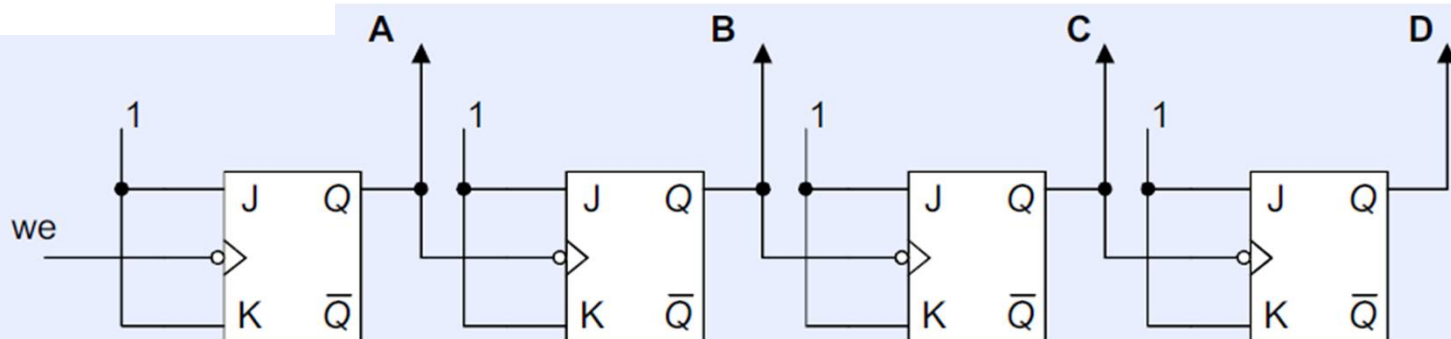 A B C D
1 1 1 1
J Q J Q J Q J Q
we
K Q̅ K Q̅ K Q̅ K Q̅